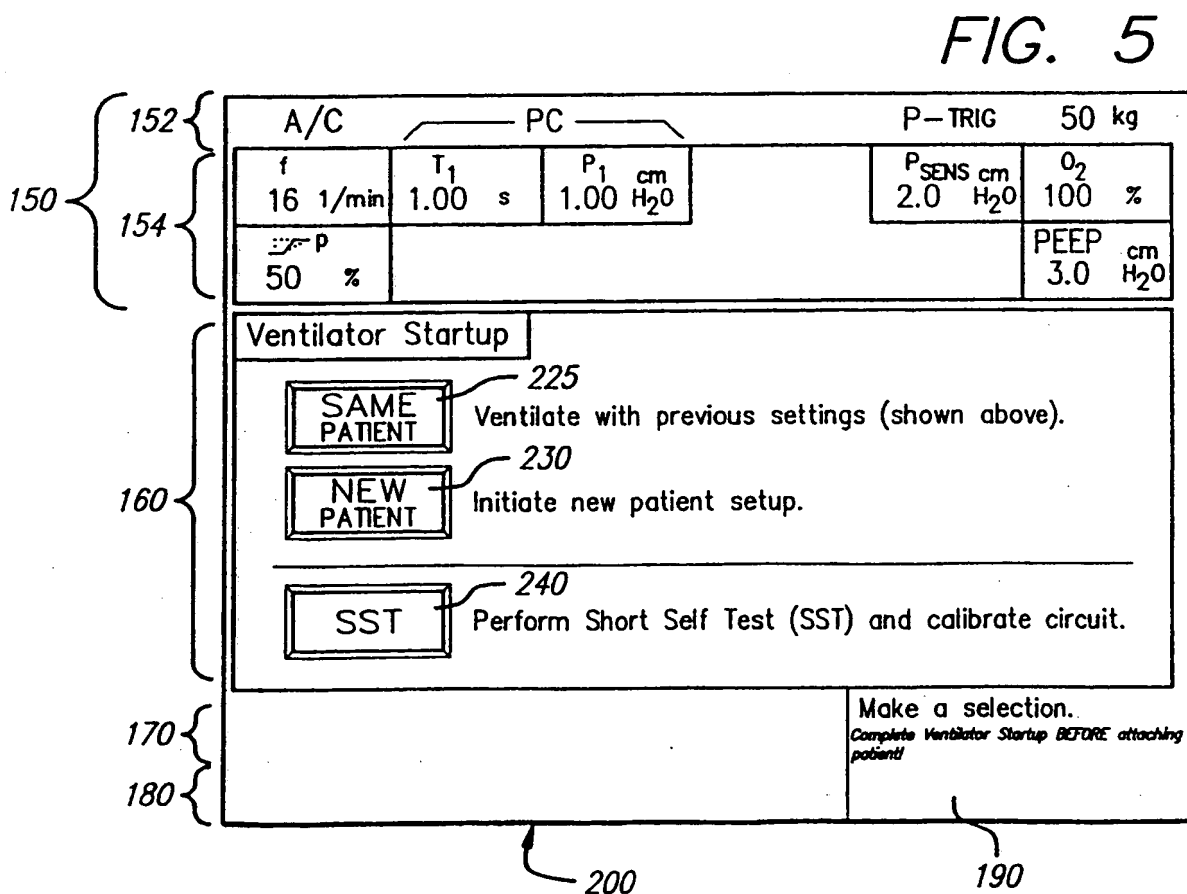 FIG. 5
150
152
A/C PC P-TRIG 50 kg
154
f
16 1/min
T1
1.00 s
P1 cm
1.00 H2O
PSENS cm
2.0 H2O
O2
100 %
P
50 %
PEEP cm
3.0 H2O
160
Ventilator Startup
225
SAME
PATIENT
Ventilate with previous settings (shown above).
230
NEW
PATIENT
Initiate new patient setup.
240
SST
Perform Short Self Test (SST) and calibrate circuit.
170
Make a selection.
Complete Ventilator Startup BEFORE attaching
patient!
180
200
190